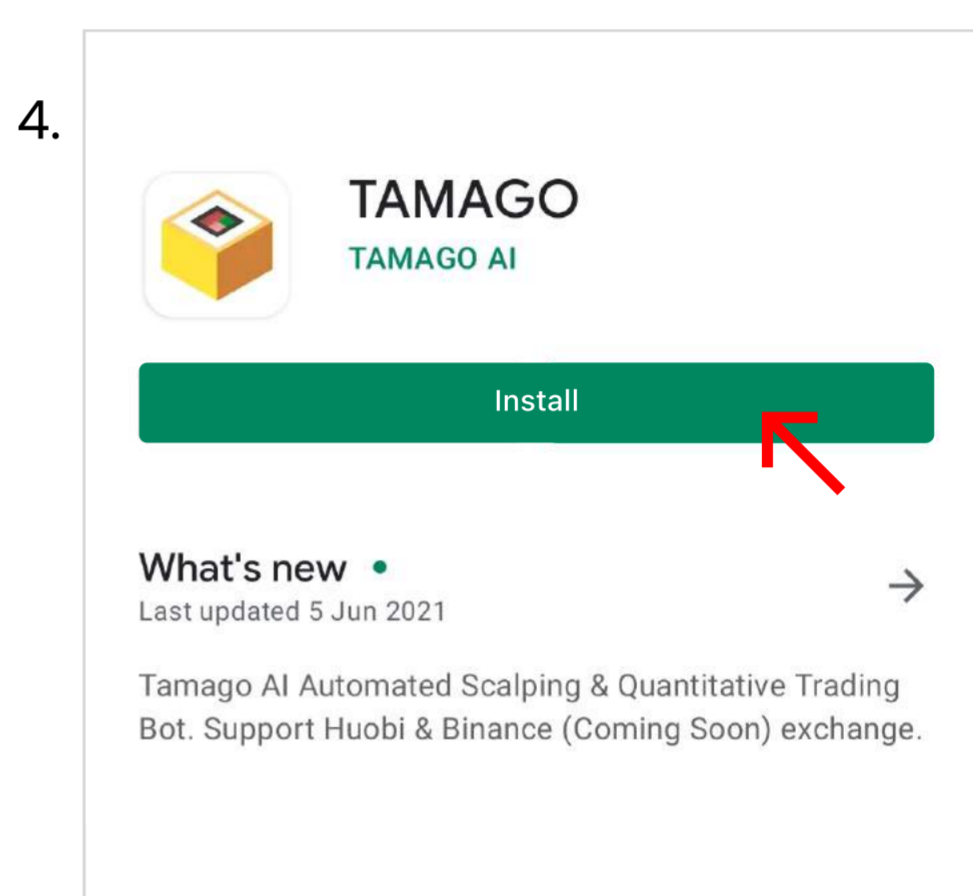 4.
TAMAGO
TAMAGO AI
Install
What's new
Last updated 5 Jun 2021
Tamago AI Automated Scalping & Quantitative Trading
Bot. Support Huobi & Binance (Coming Soon) exchange.